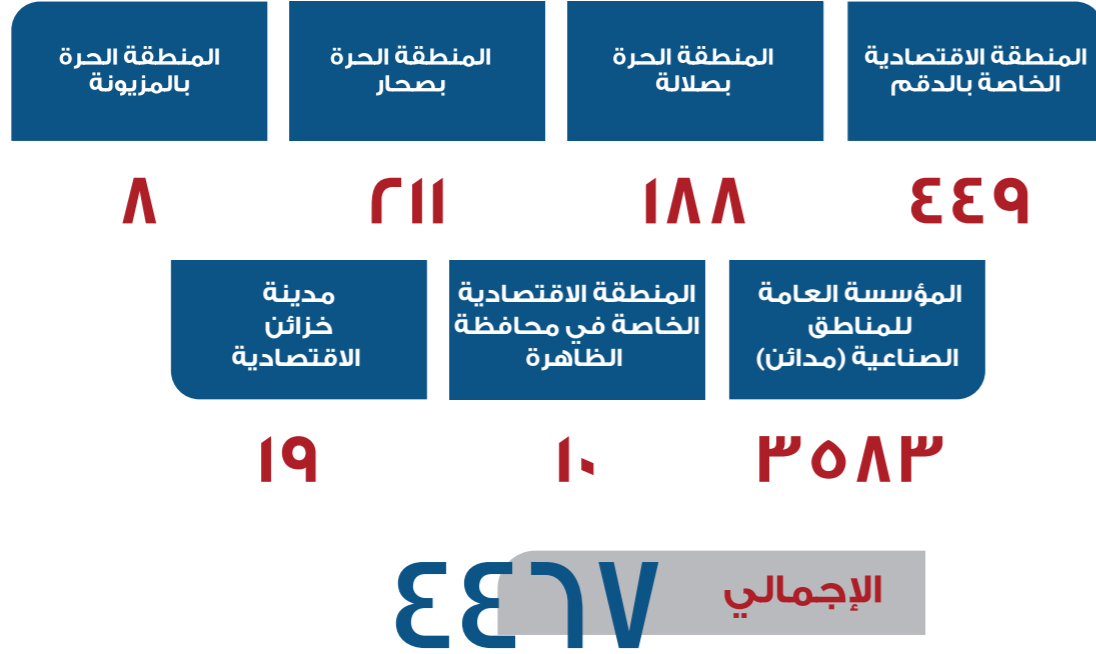 المنطقة الاقتصادية
الخاصة بالدقم
٤٤٩
المنطقة الحرة
بصلالة
١٨٨
المنطقة الحرة
بصحار
٢١١
المنطقة الحرة
بالمزيونة
٨
المؤسسة العامة
للمناطق
الصناعية (مدائن)
٣٥٨٣
المنطقة الاقتصادية
الخاصة في محافظة
الظاهرة
١٠
مدينة
خزائن
الاقتصادية
١٩
الإجمالي
٤٤٦٧